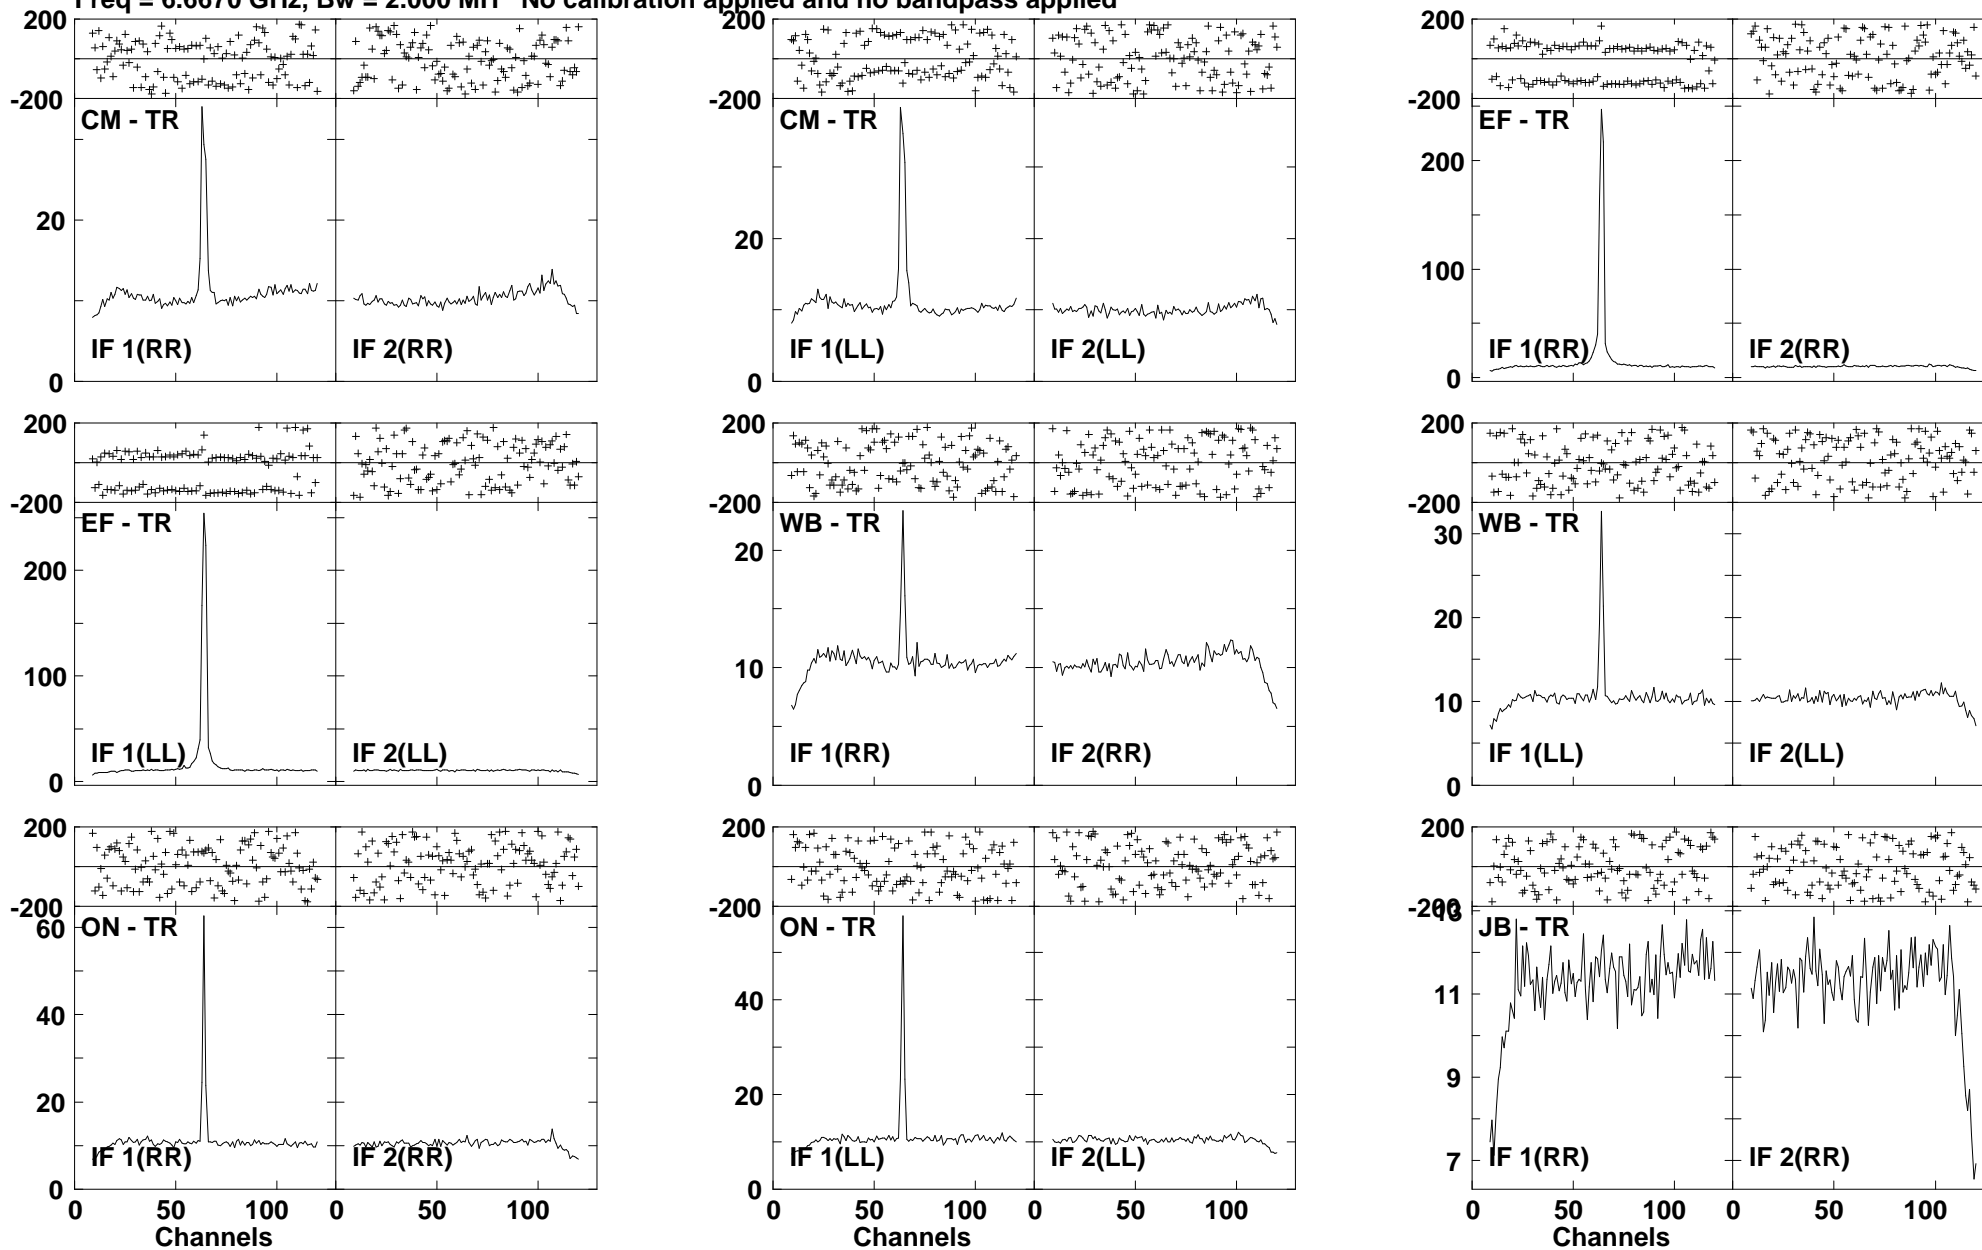 Freq = 6.6670 GHz, Bw = 2.000 MH No calibration applied and no bandpass applied
200 200 200
-200 -200 -200
CM - TR CM - TR EF - TR
200
20 20
100
IF 1(RR) IF 2(RR) IF 1(LL) IF 2(LL) IF 1(RR) IF 2(RR)
0 0 0
200 200 200
-200 -200 -200
EF - TR WB - TR WB - TR
200 20 30
20
100 10 10
IF 1(LL) IF 2(LL) IF 1(RR) IF 2(RR) IF 1(LL) IF 2(LL)
0 0 0
200 200 200
-200 -200 -200
13
60 ON - TR ON - TR JB - TR
40 40 11
20 20 9
IF 1(RR) IF 2(RR) IF 1(LL) IF 2(LL) 7 IF 1(RR) IF 2(RR)
0 0
0 50 100 0 50 100 0 50 100 0 50 100 0 50 100 0 50 100
Channels Channels